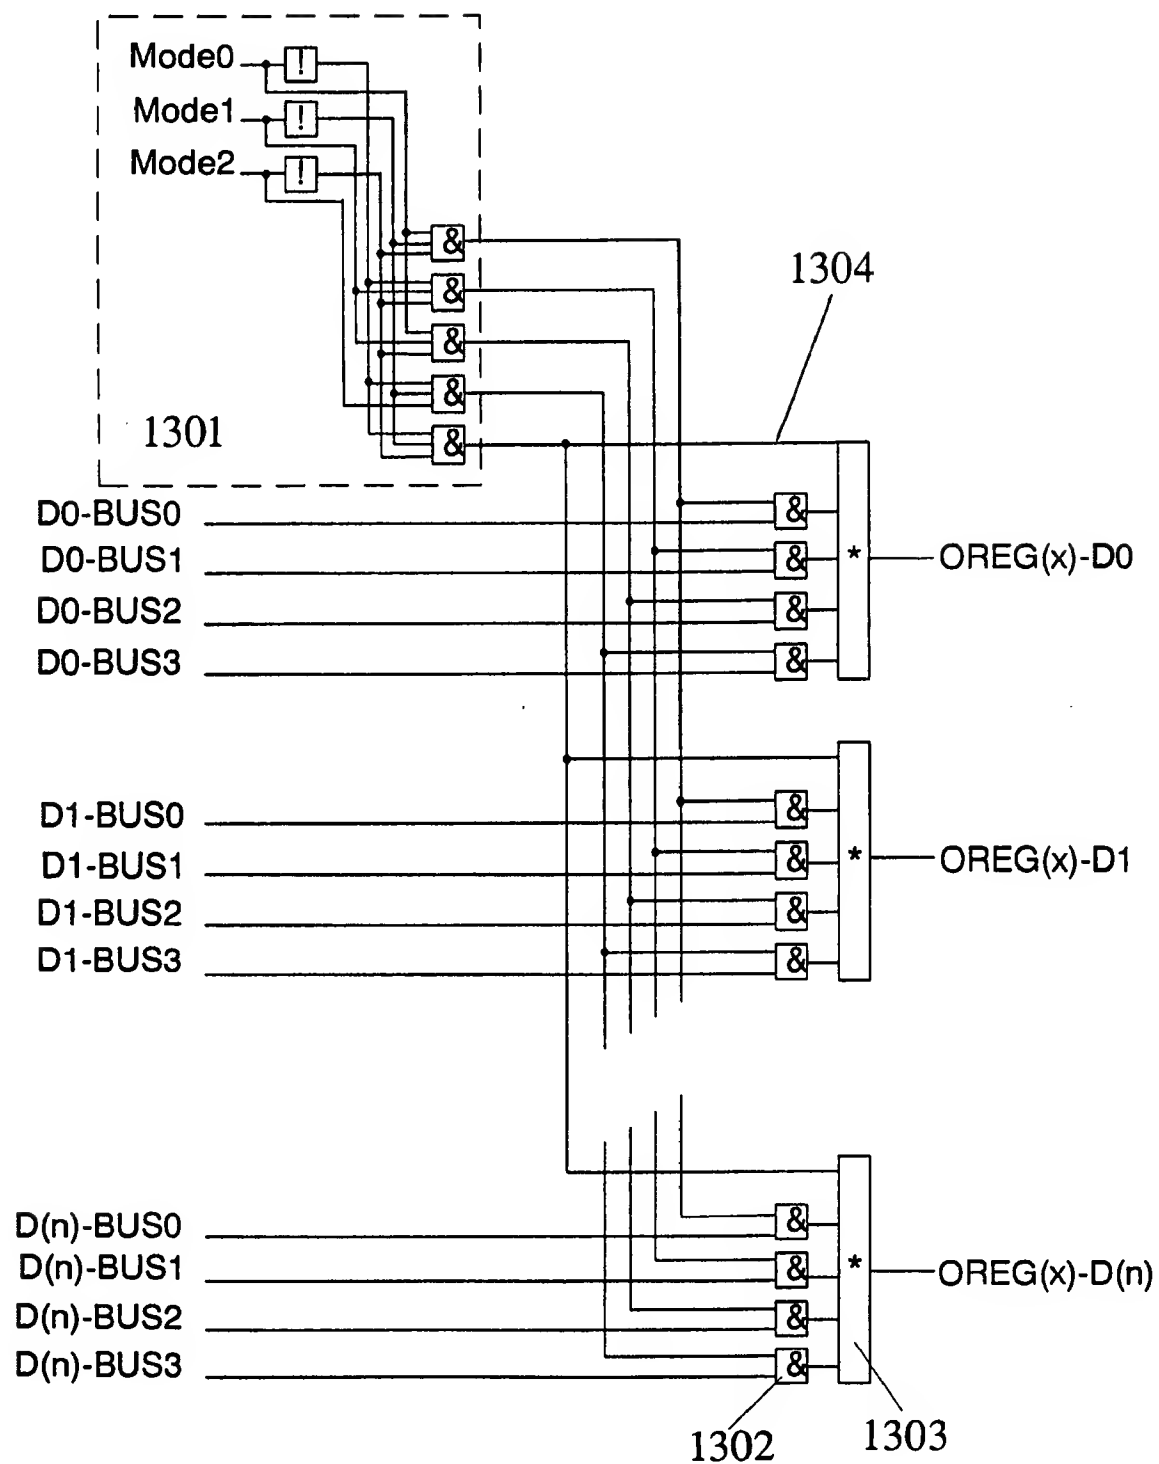 Mode0 !
Mode1 !
Mode2 !
&
&
&
&
&
1301
1304
D0-BUS0 &
D0-BUS1 & * OREG(x)-D0
D0-BUS2 &
D0-BUS3 &
D1-BUS0 &
D1-BUS1 & * OREG(x)-D1
D1-BUS2 &
D1-BUS3 &
D(n)-BUS0 &
D(n)-BUS1 & * OREG(x)-D(n)
D(n)-BUS2 &
D(n)-BUS3 &
1302 1303